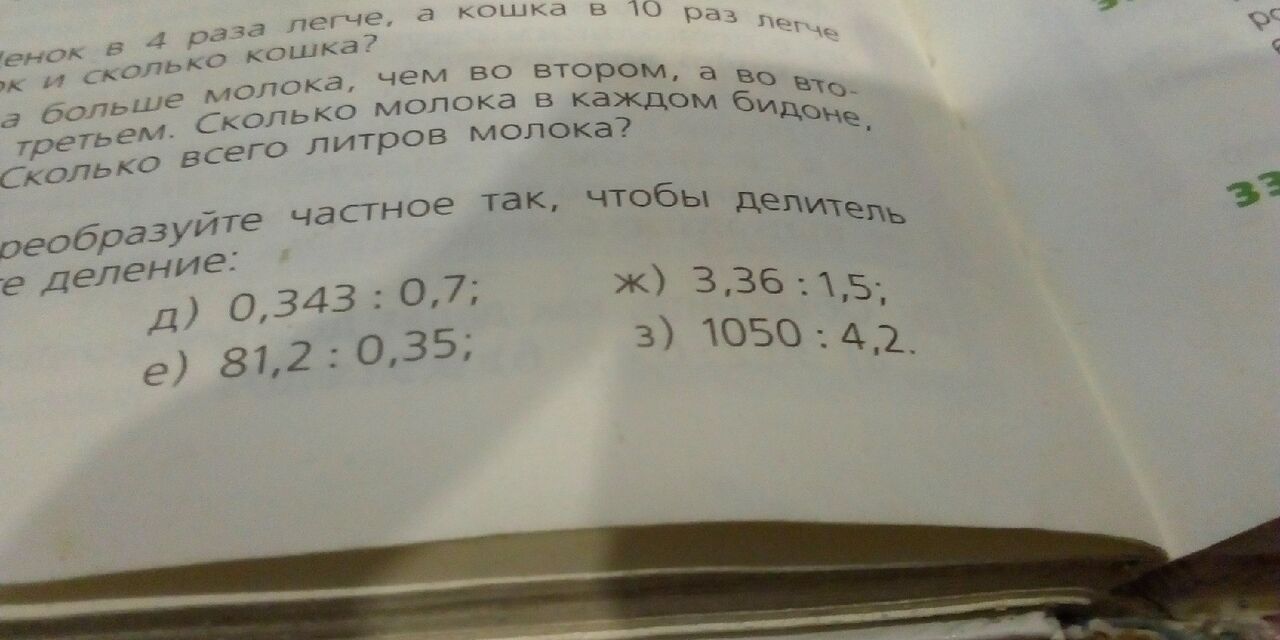 в 4 раза легче, а кошка в 10 раз легче
и сколько кошка?
больше молока, чем во втором, а во вто-
третьем. Сколько молока в каждом бидоне,
Сколько всего литров молока?
реобразуйте частное так, чтобы делитель
е деление:
д) 0,343 : 0,7; ж) 3,36 : 1,5;
е) 81,2 : 0,35; з) 1050 : 4,2.